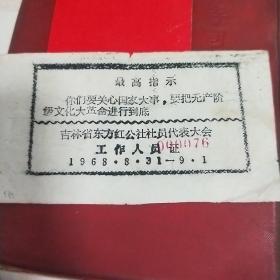 最高指示
你们要关心国家大事，要把无产阶
级文化大革命进行到底
吉林省东方红公社社员代表大会
000076
工作人员证
1968·8·31-9·1